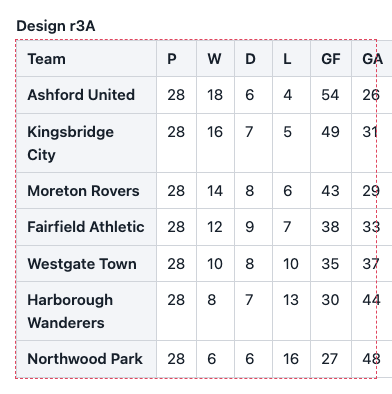 Design r3A
Team P W D L GF GA
Ashford United 28 18 6 4 54 26
Kingsbridge 28 16 7 5 49 31
City
Moreton Rovers 28 14 8 6 43 29
Fairfield Athletic 28 12 9 7 38 33
Westgate Town 28 10 8 10 35 37
Harborough 28 8 7 13 30 44
Wanderers
Northwood Park 28 6 6 16 27 48